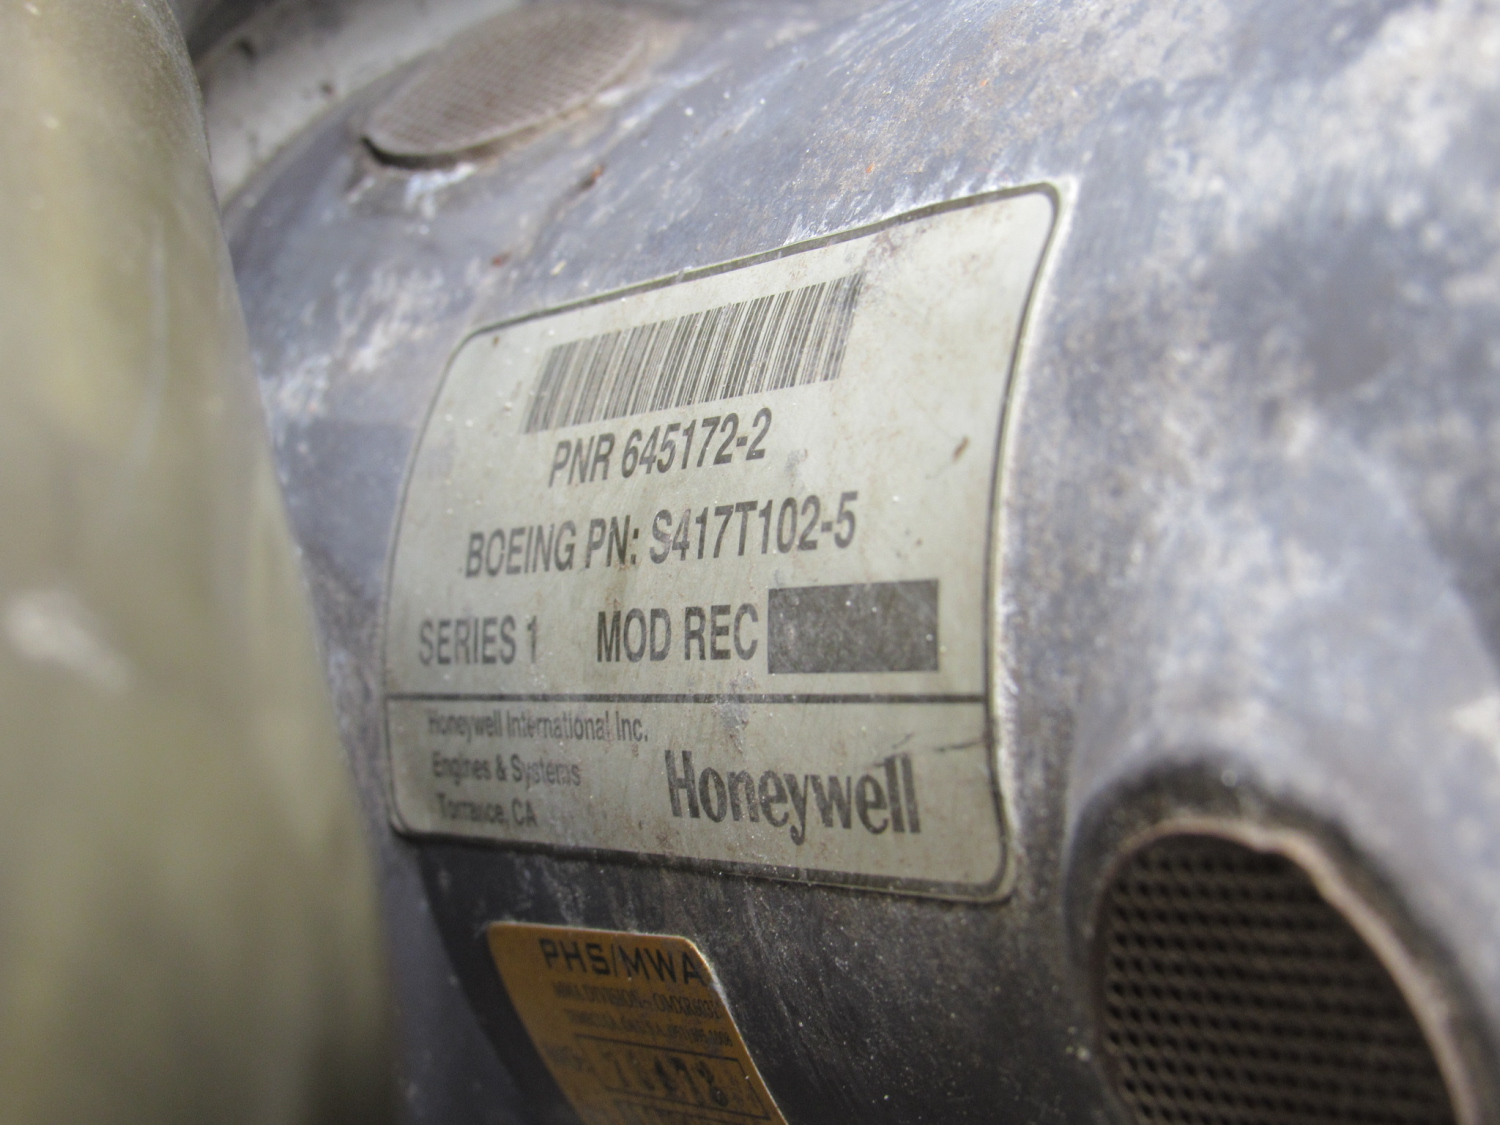 PNR 645172-2
BOEING PN: S417T102-5
SERIES 1 MOD REC
Honeywell International Inc.
Engines & Systems
Torrance, CA
Honeywell
PHS/MWA